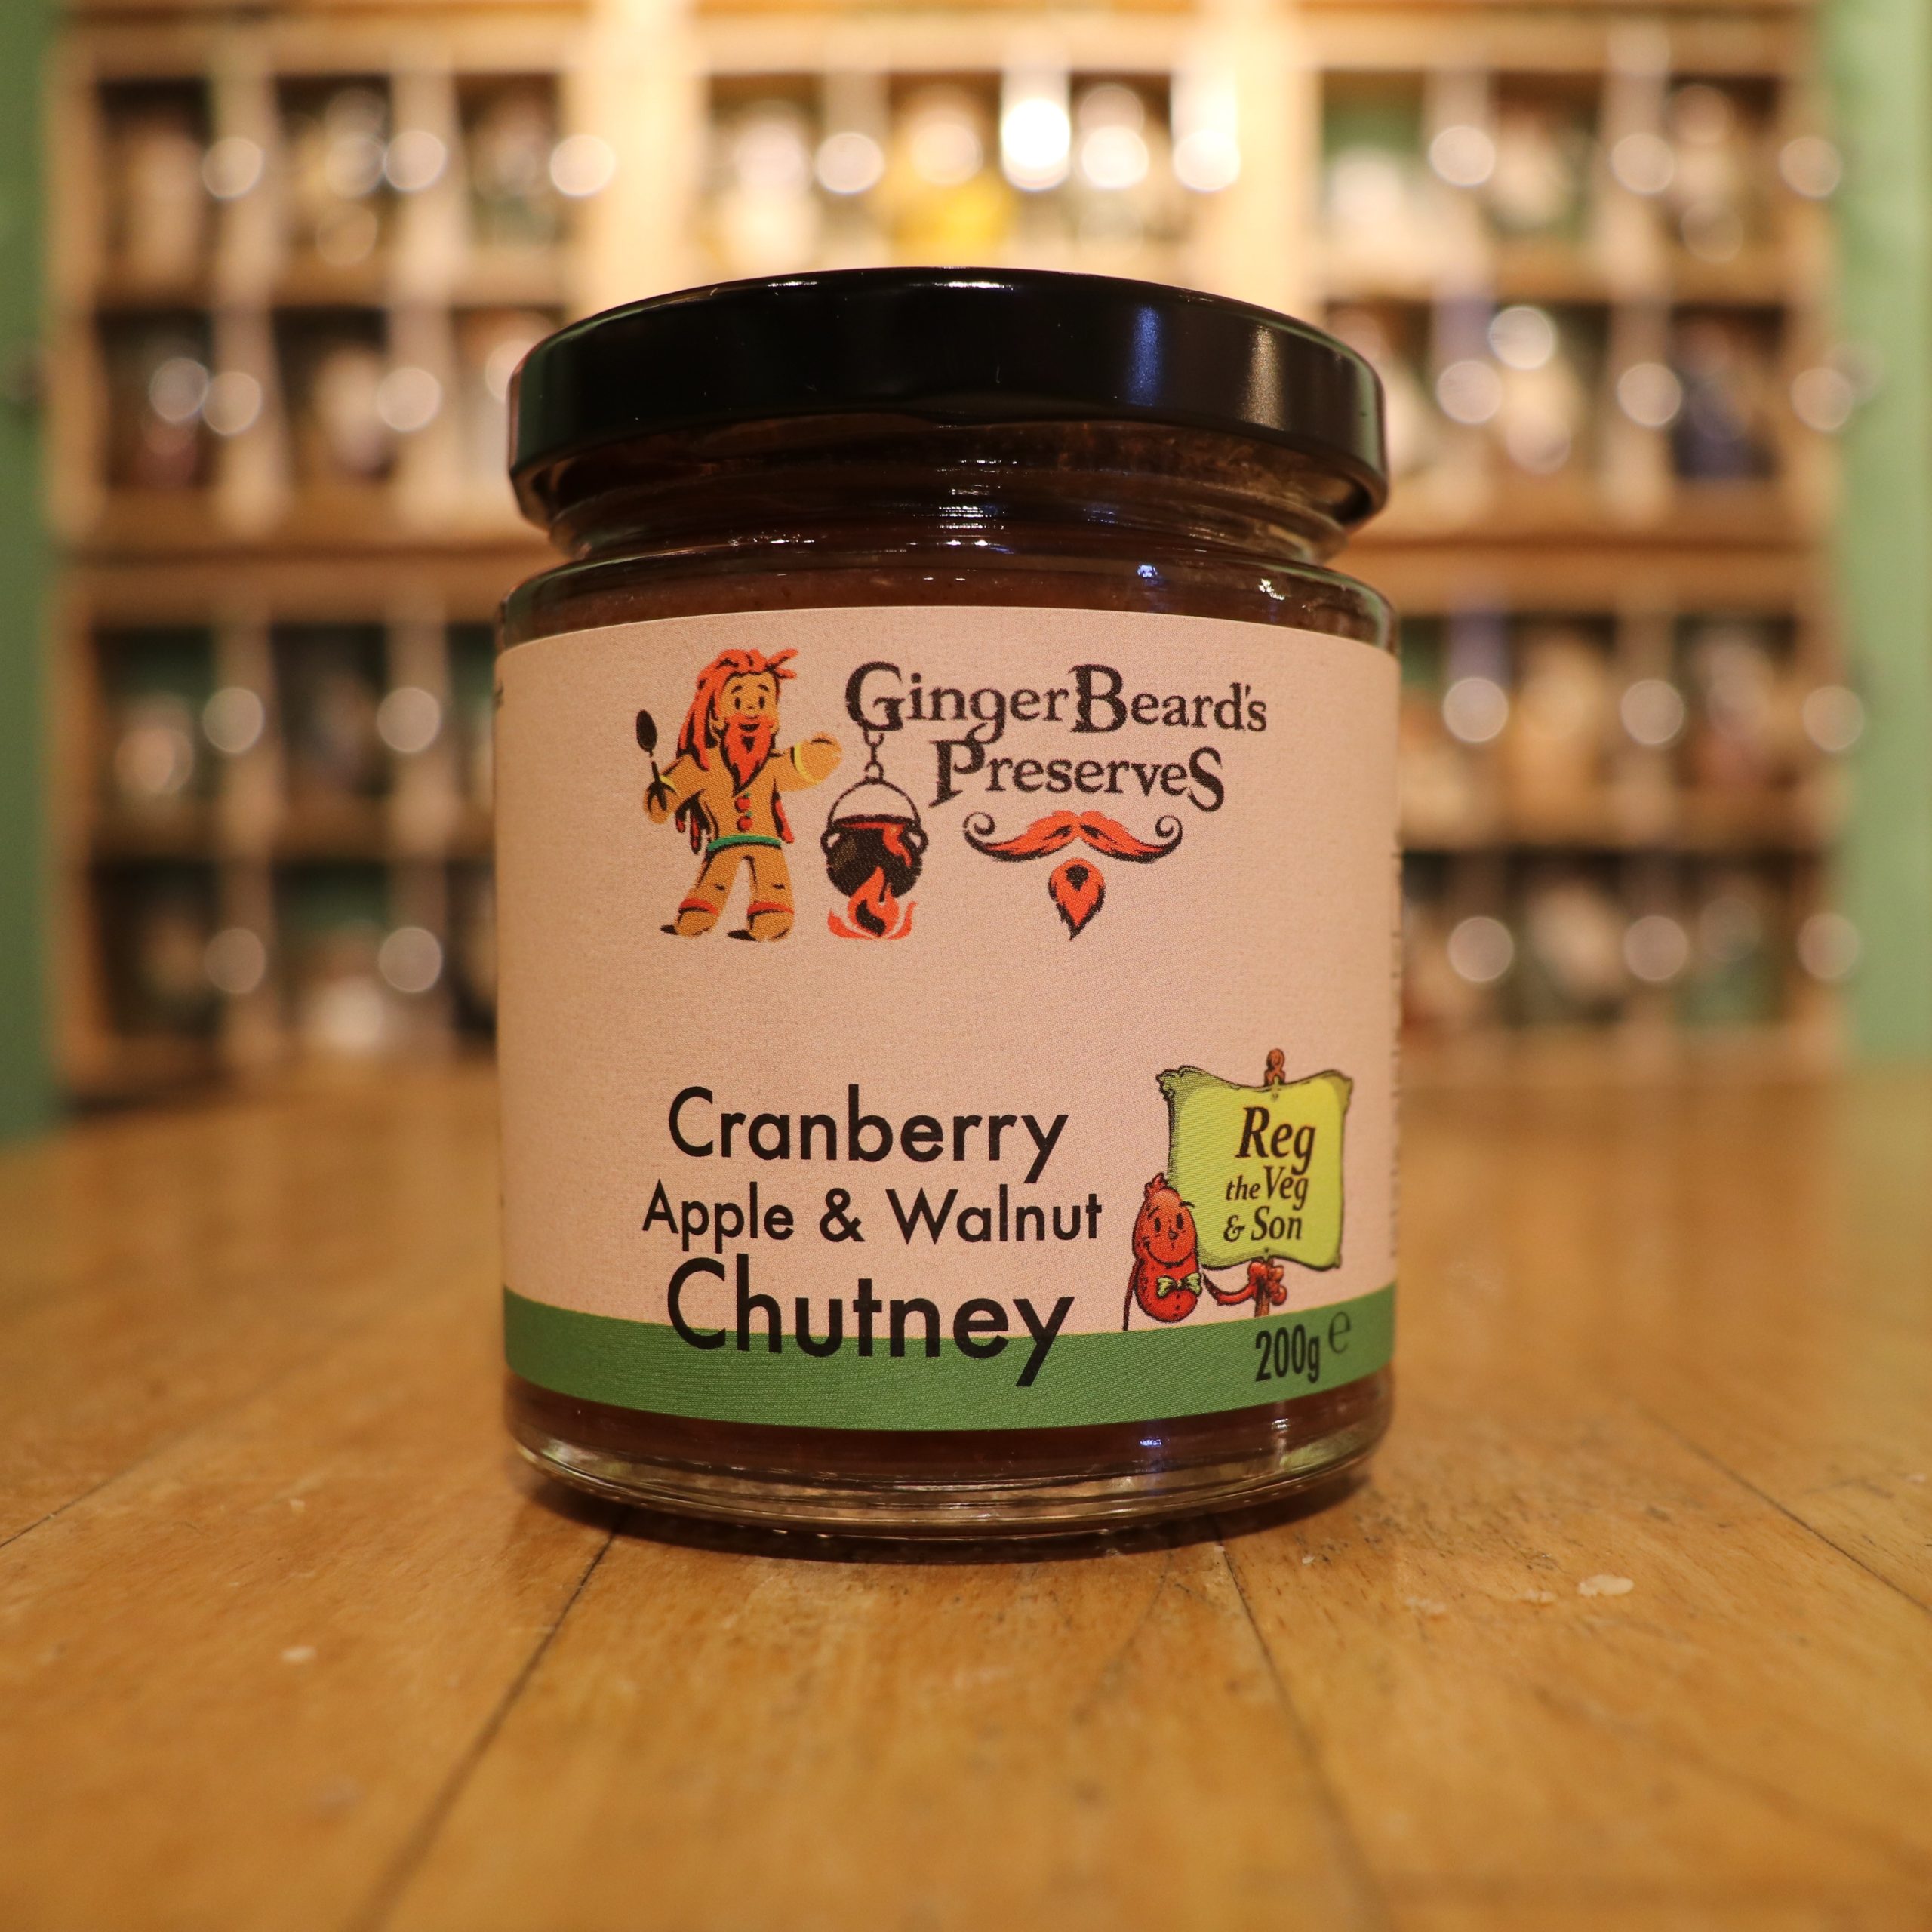 GingerBeard's
Preserves
Cranberry
Apple & Walnut
Chutney
Reg
the Veg
& Son
200g e